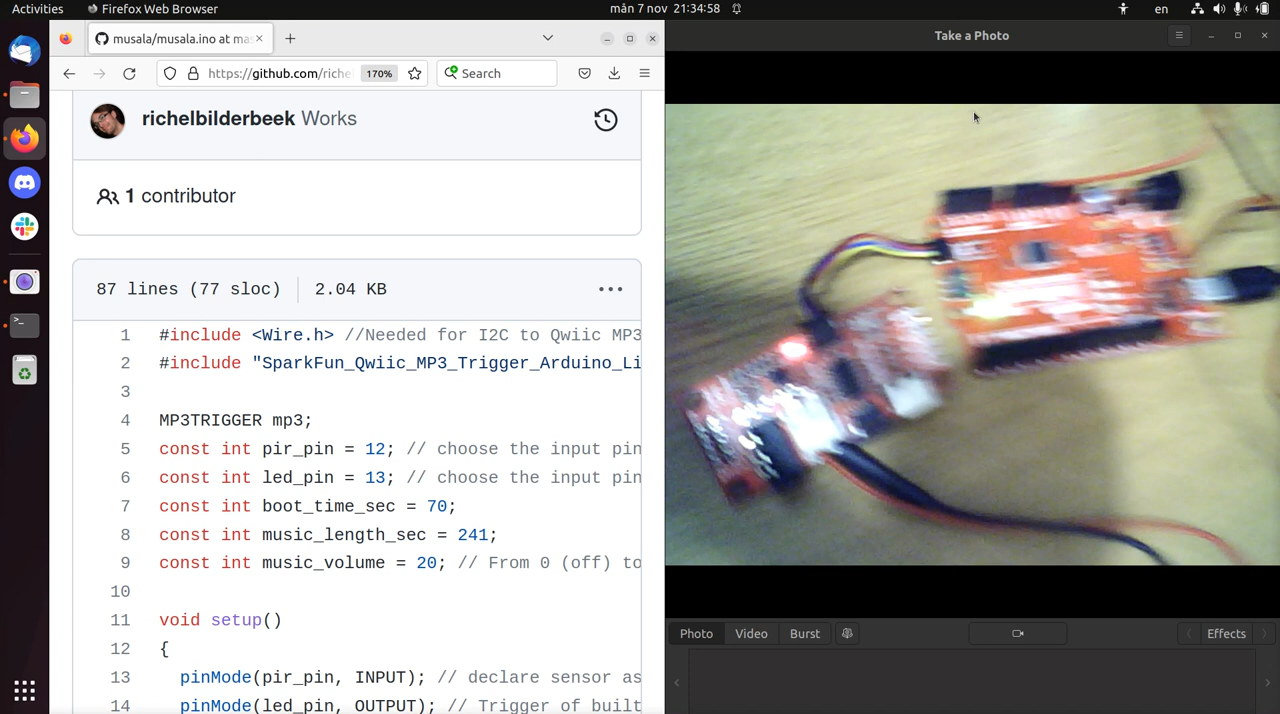 Activities
Firefox Web Browser
mån 7 nov 21:34:58
en
musala/musala.ino at mas
https://github.com/richel
170%
Search
richelbilderbeek Works
1 contributor
87 lines (77 sloc)
2.04 KB
1 #include <Wire.h> //Needed for I2C to Qwiic MP3
2 #include "SparkFun_Qwiic_MP3_Trigger_Arduino_Li
3
4 MP3TRIGGER mp3;
5 const int pir_pin = 12; // choose the input pin
6 const int led_pin = 13; // choose the input pin
7 const int boot_time_sec = 70;
8 const int music_length_sec = 241;
9 const int music_volume = 20; // From 0 (off) to
10
11 void setup()
12 {
13 pinMode(pir_pin, INPUT); // declare sensor as
14 pinMode(led_pin, OUTPUT); // Trigger of built
Take a Photo
Photo
Video
Burst
Effects